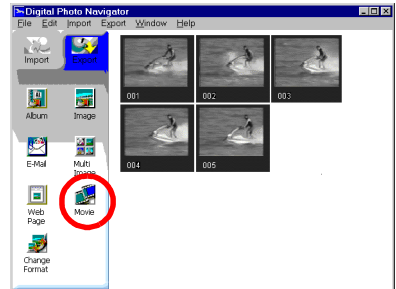 Digital Photo Navigator
File Edit Import Export Window Help
Import Export
001 002 003
Album Image
004 005
E-Mail Multi Image
Web Page Movie
Change Format